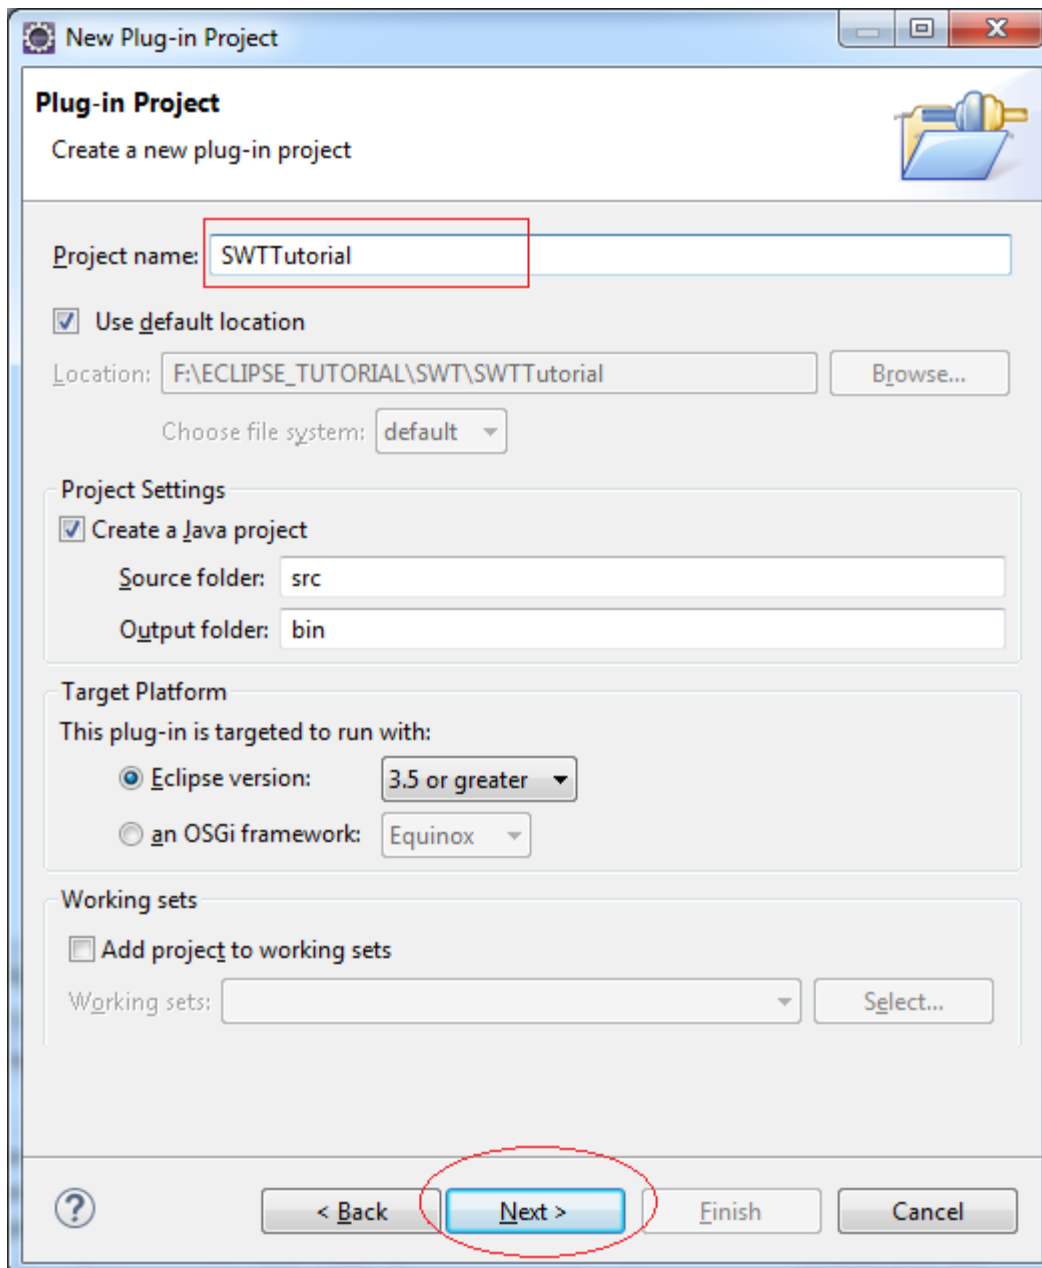 New Plug-in Project
Plug-in Project
Create a new plug-in project
Project name: SWTTutorial
Use default location
Location: F:\ECLIPSE_TUTORIAL\SWT\SWTTutorial Browse...
Choose file system: default
Project Settings
Create a Java project
Source folder: src
Output folder: bin
Target Platform
This plug-in is targeted to run with:
Eclipse version: 3.5 or greater
an OSGi framework: Equinox
Working sets
Add project to working sets
Working sets: Select...
? < Back Next > Finish Cancel